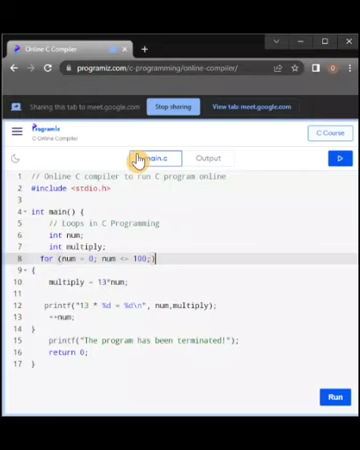 Online C Compiler
programiz.com/c-programming/online-compiler/
Sharing this tab to meet.google.com
Stop sharing
View tab: meet.google.com
Programiz
C Online Compiler
C Course
main.c
Output
1 // Online C compiler to run C program online
2 #include <stdio.h>
3
4 int main() {
5 // Loops in C Programming
6 int num;
7 int multiply;
8 for (num = 0; num <= 100;)
9 {
10 multiply = 13*num;
11
12 printf("13 * %d = %d\n", num,multiply);
13 ++num;
14 }
15 printf("The program has been terminated!");
16 return 0;
17 }
Run